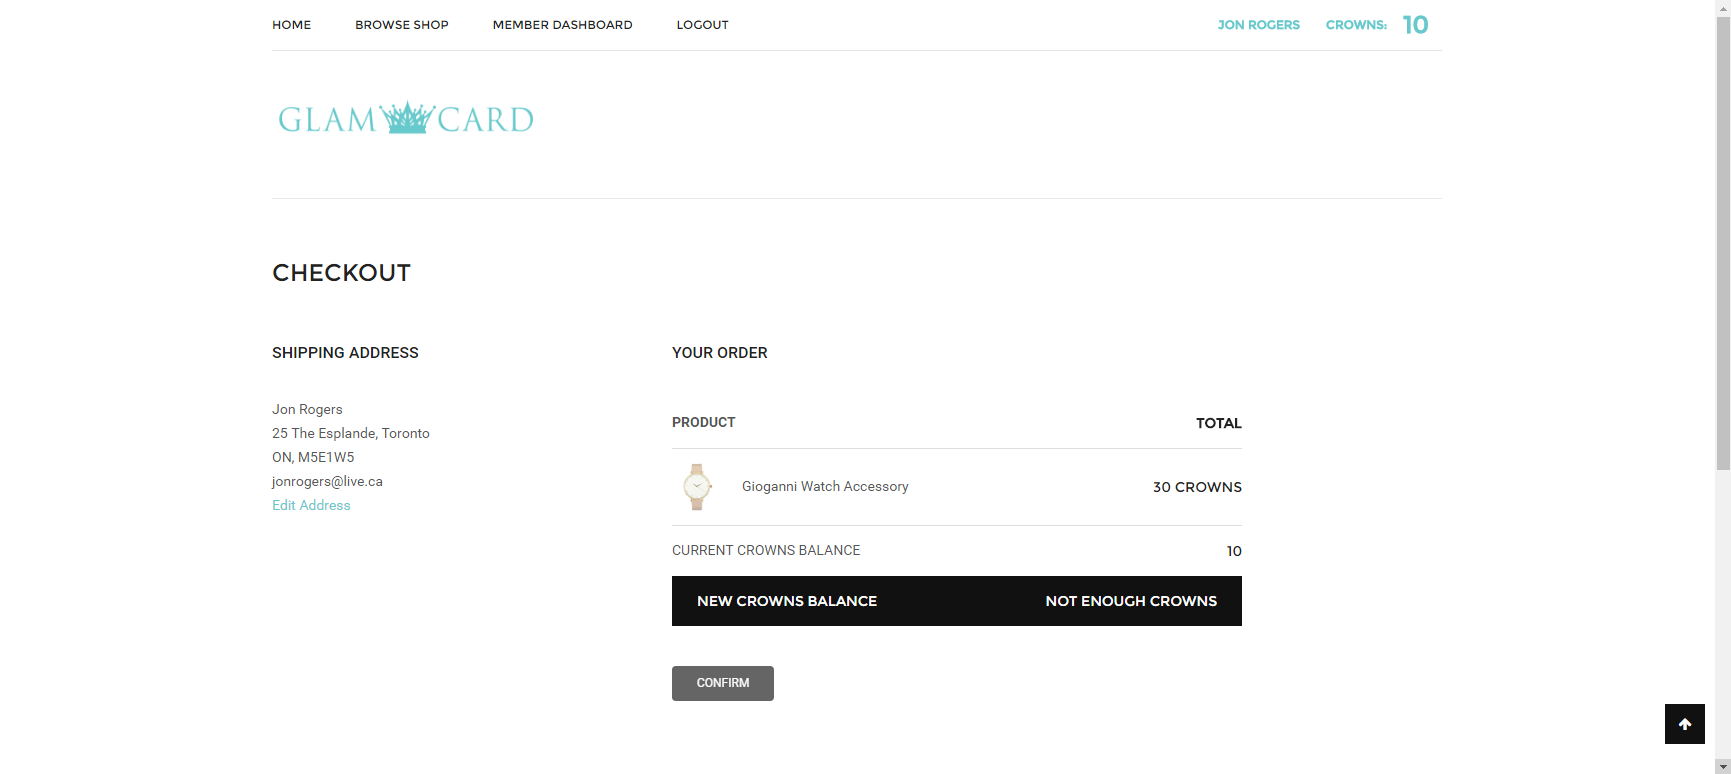 HOME BROWSE SHOP MEMBER DASHBOARD LOGOUT JON ROGERS CROWNS: 10
GLAM CARD
CHECKOUT
SHIPPING ADDRESS
Jon Rogers
25 The Esplande, Toronto
ON, M5E1W5
jonrogers@live.ca
Edit Address
YOUR ORDER
PRODUCT TOTAL
Gioganni Watch Accessory 30 CROWNS
CURRENT CROWNS BALANCE 10
NEW CROWNS BALANCE NOT ENOUGH CROWNS
CONFIRM